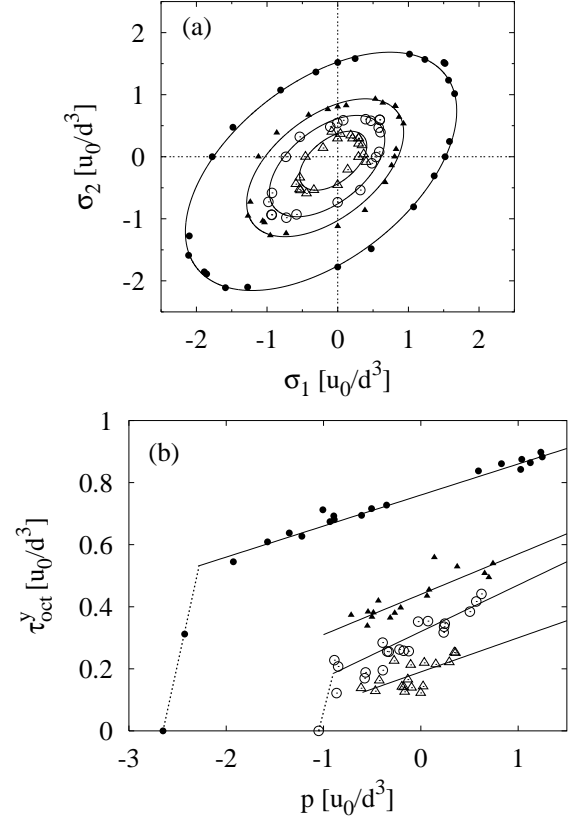 (a)
2
1
0
-1
-2
σ₂ [u₀/d³]
-2 -1 0 1 2
σ₁ [u₀/d³]
(b)
1
0.8
0.6
0.4
0.2
0
τʸoct [u₀/d³]
-3 -2 -1 0 1
p [u₀/d³]